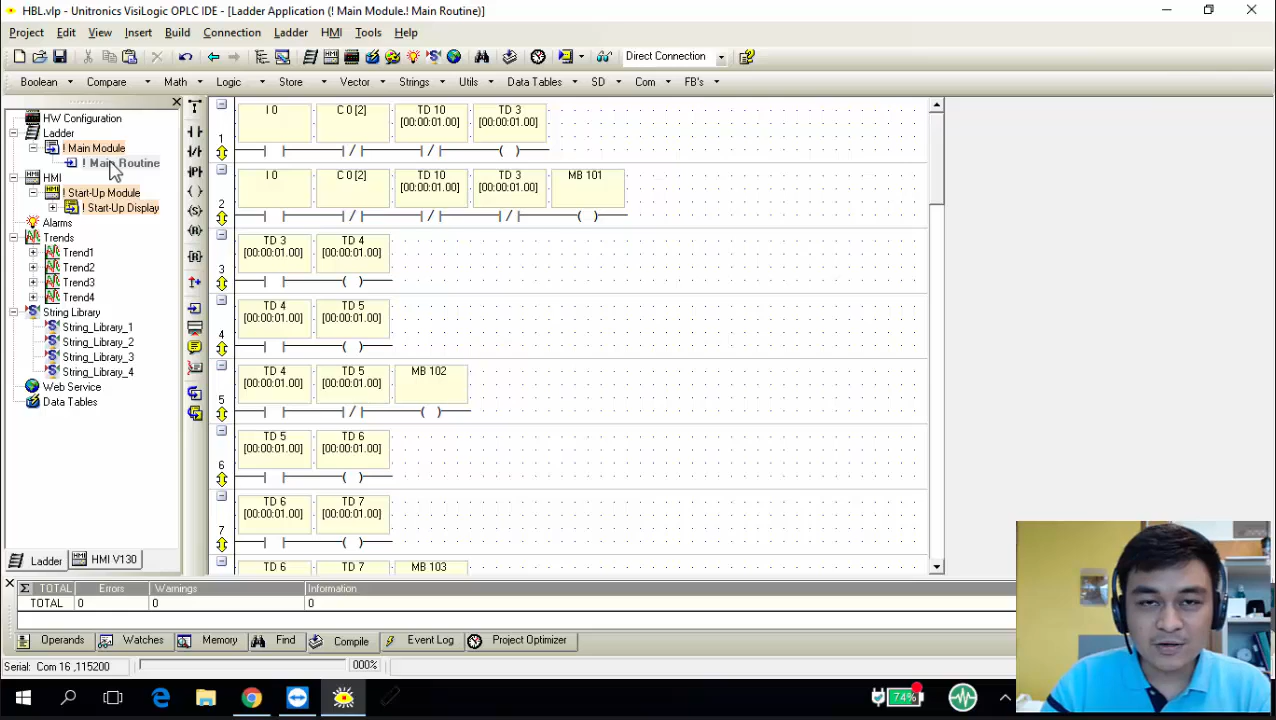 HBL.vlp - Unitronics VisiLogic OPLC IDE - [Ladder Application (! Main Module.! Main Routine)]
Project Edit View Insert Build Connection Ladder HMI Tools Help
Direct Connection
Boolean Compare Math Logic Store Vector Strings Utils Data Tables SD Com FB's
HW Configuration
Ladder
! Main Module
! Main Routine
HMI
! Start-Up Module
! Start-Up Display
Alarms
Trends
Trend1
Trend2
Trend3
Trend4
String Library
String_Library_1
String_Library_2
String_Library_3
String_Library_4
Web Service
Data Tables
Ladder HMI V130
I 0 C 0 [2] TD 10 TD 3
[00:00:01.00] [00:00:01.00]
1
I 0 C 0 [2] TD 10 TD 3 MB 101
[00:00:01.00] [00:00:01.00]
2
TD 3 TD 4
[00:00:01.00] [00:00:01.00]
3
TD 4 TD 5
[00:00:01.00] [00:00:01.00]
4
TD 4 TD 5 MB 102
[00:00:01.00] [00:00:01.00]
5
TD 5 TD 6
[00:00:01.00] [00:00:01.00]
6
TD 6 TD 7
[00:00:01.00] [00:00:01.00]
7
TD 6 TD 7 MB 103
Σ TOTAL Errors Warnings Information
TOTAL 0 0 0
Operands Watches Memory Find Compile Event Log Project Optimizer
Serial: Com 16 ,115200 000%
74%